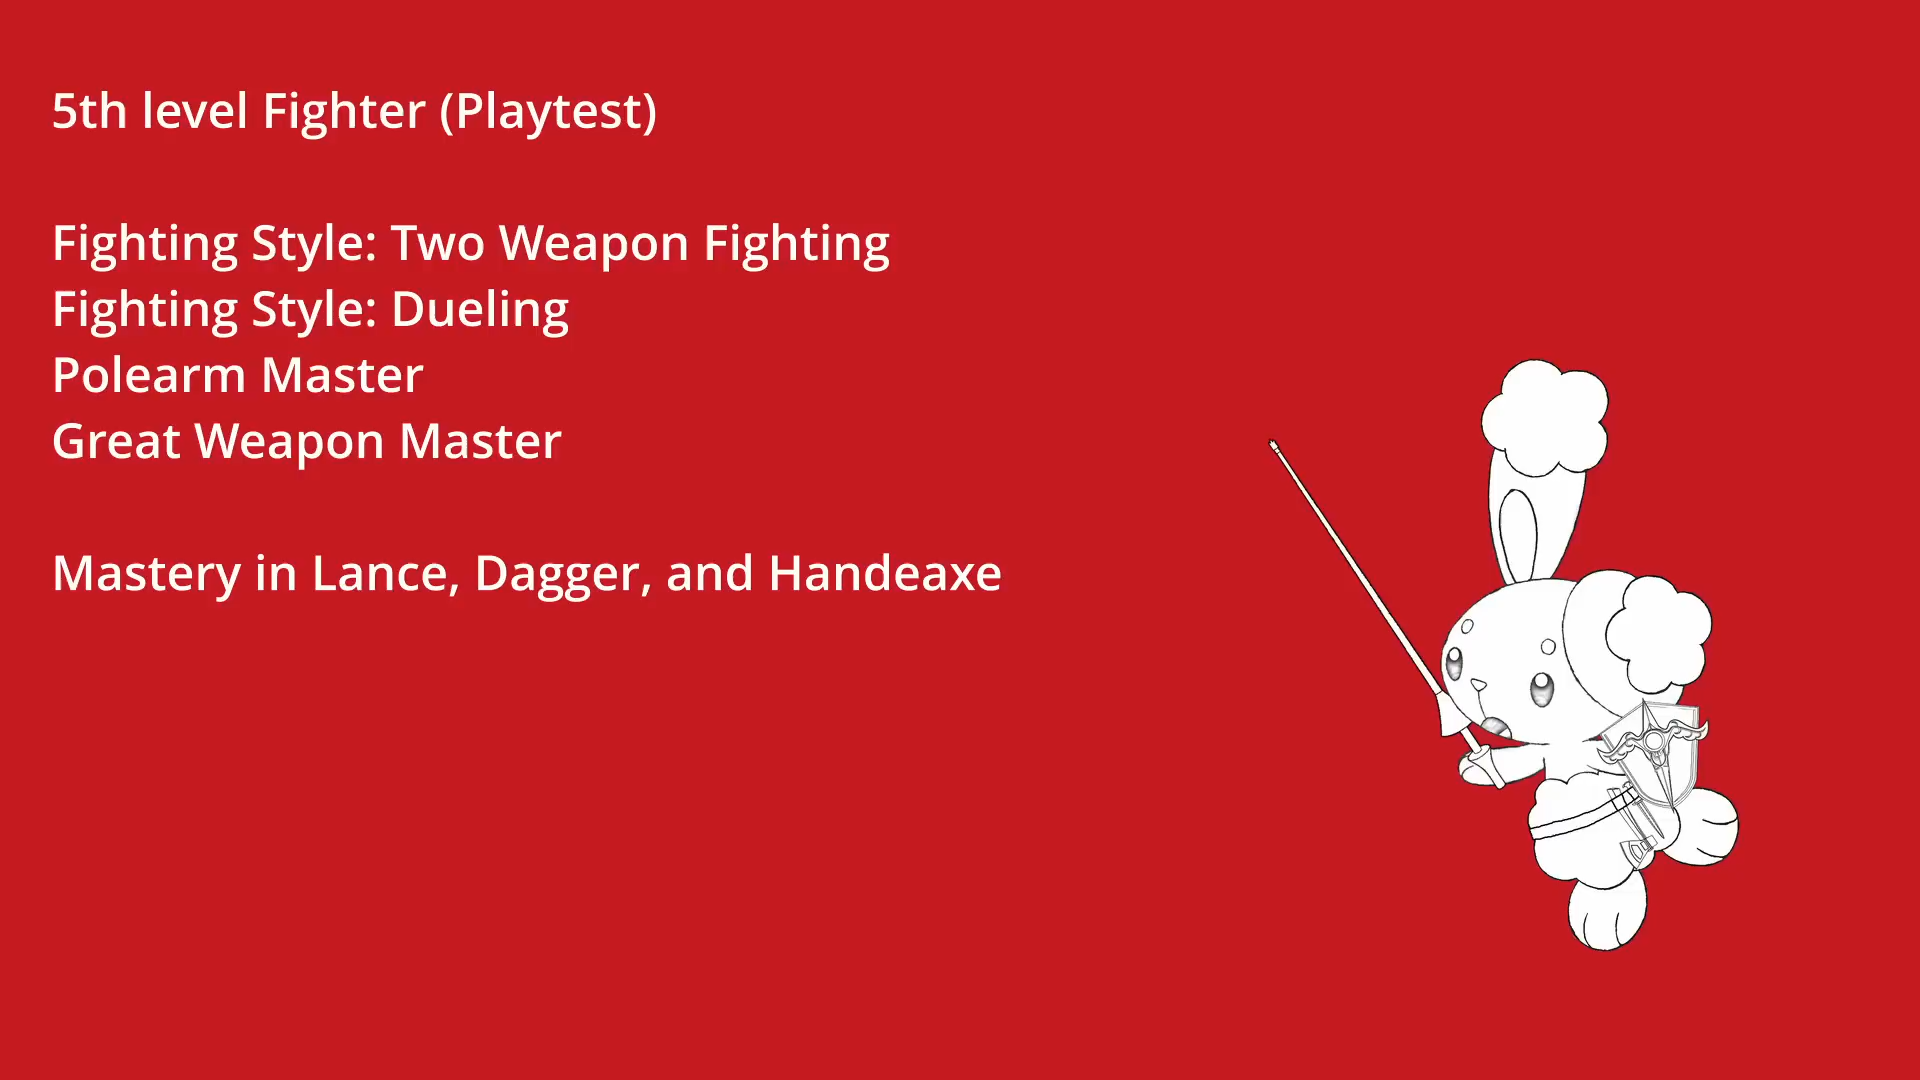 5th level Fighter (Playtest)
Fighting Style: Two Weapon Fighting
Fighting Style: Dueling
Polearm Master
Great Weapon Master
Mastery in Lance, Dagger, and Handeaxe